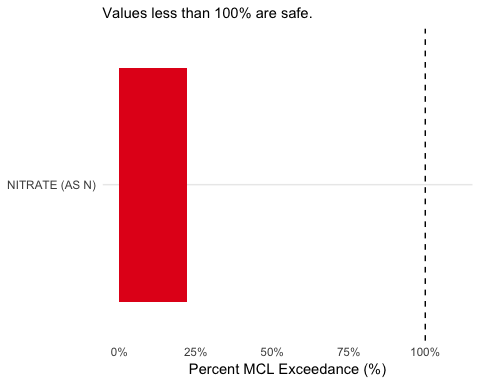 Values less than 100% are safe.
NITRATE (AS N)
0% 25% 50% 75% 100%
Percent MCL Exceedance (%)